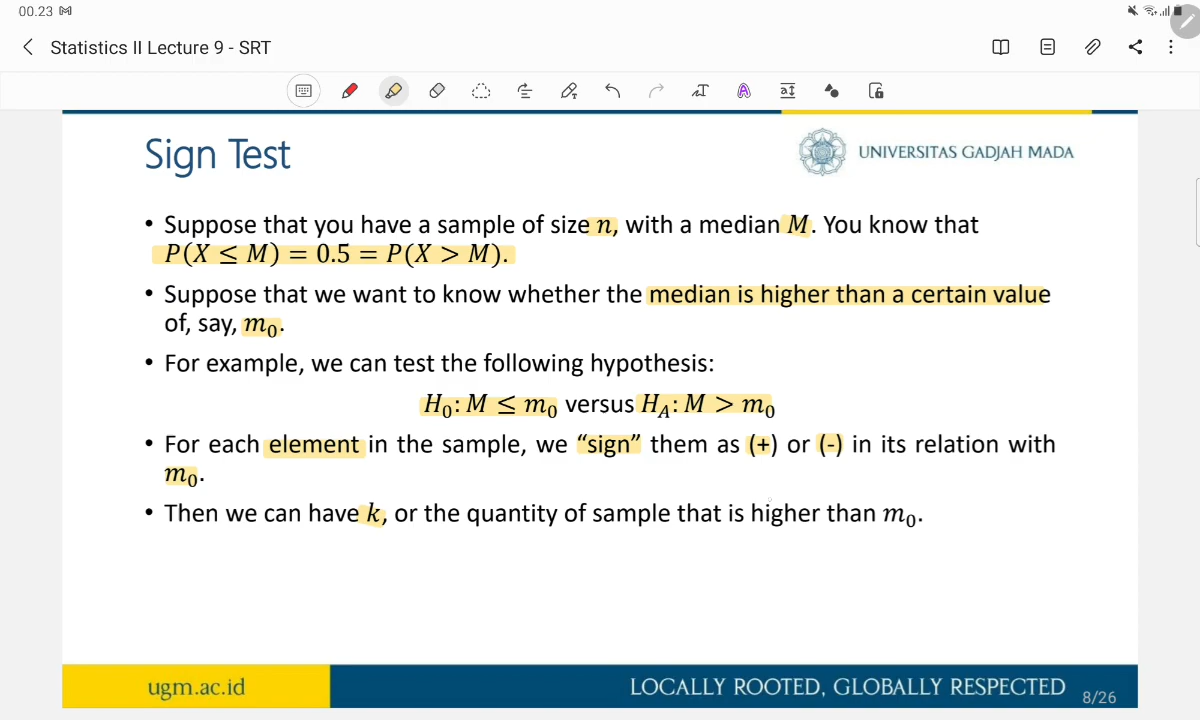 00.23
Statistics II Lecture 9 - SRT
Sign Test
UNIVERSITAS GADJAH MADA
• Suppose that you have a sample of size n, with a median M. You know that
P(X ≤ M) = 0.5 = P(X > M).
• Suppose that we want to know whether the median is higher than a certain value
of, say, m₀.
• For example, we can test the following hypothesis:
H₀: M ≤ m₀ versus H_A: M > m₀
• For each element in the sample, we “sign” them as (+) or (-) in its relation with
m₀.
• Then we can have k, or the quantity of sample that is higher than m₀.
ugm.ac.id
LOCALLY ROOTED, GLOBALLY RESPECTED
8/26